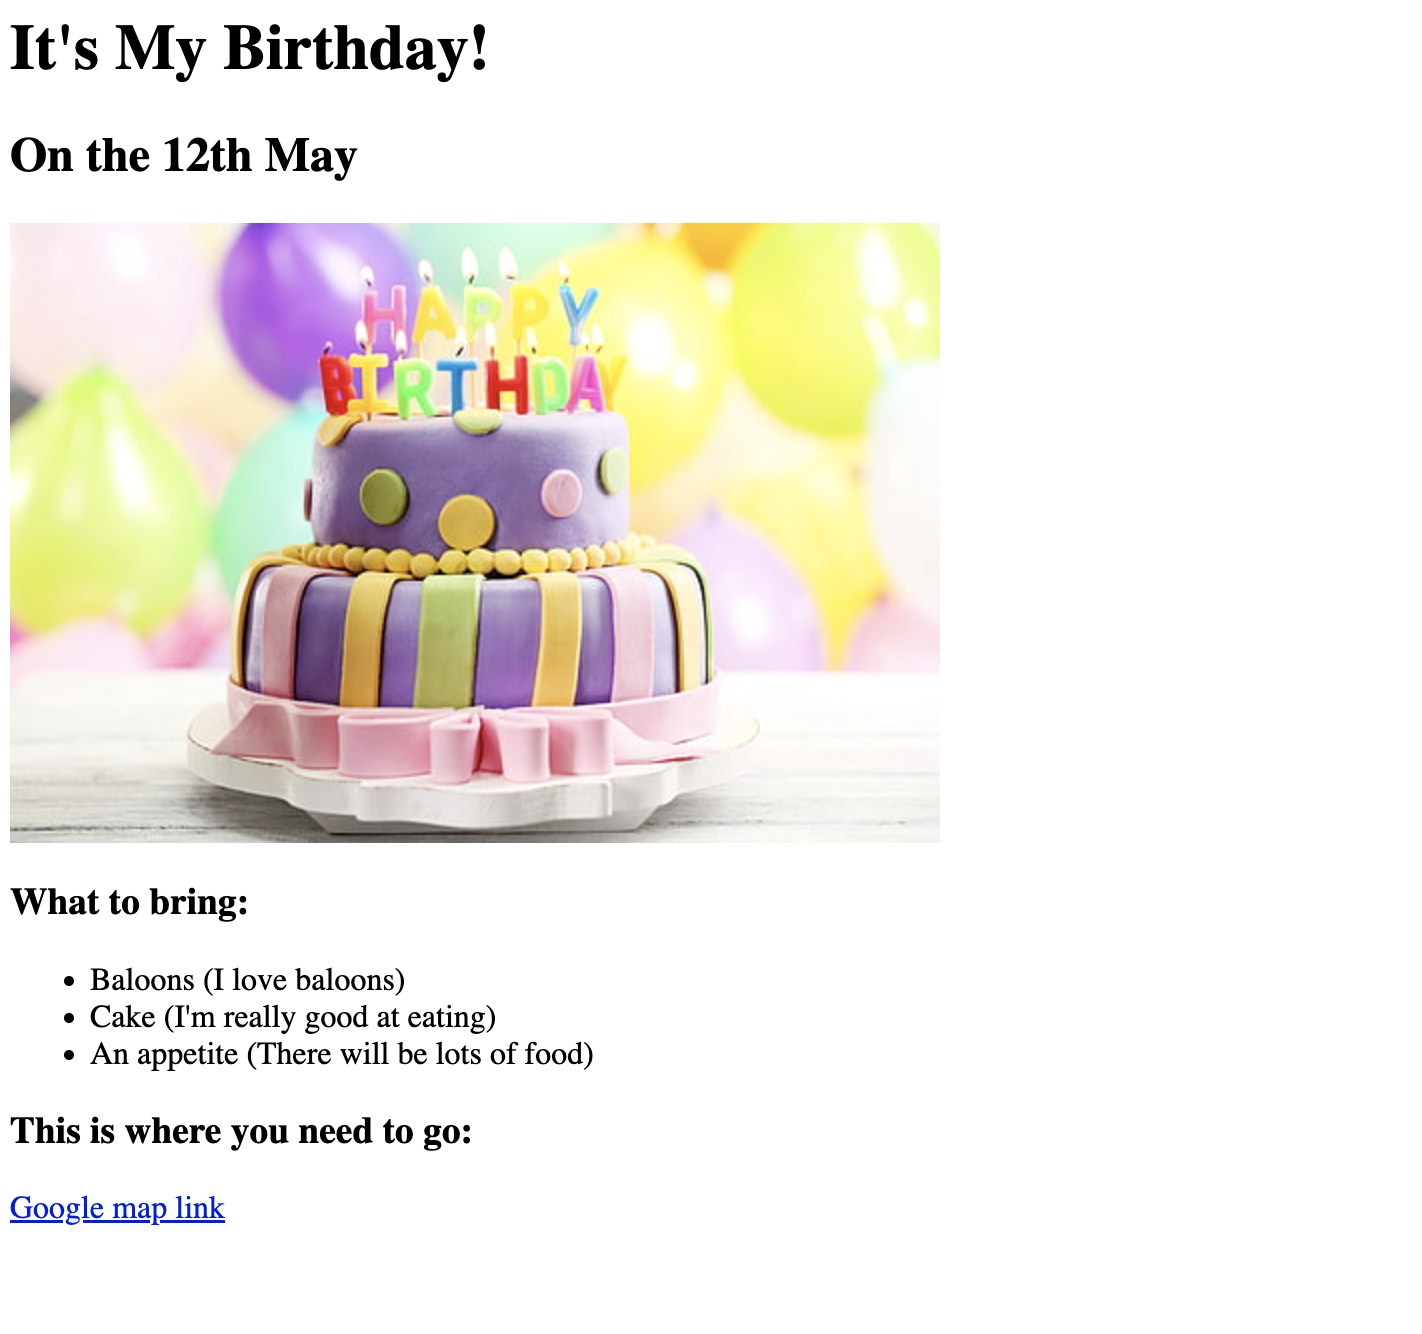 It's My Birthday!
On the 12th May
HAPPY
BIRTHDAY
What to bring:
Baloons (I love baloons)
Cake (I'm really good at eating)
An appetite (There will be lots of food)
This is where you need to go:
Google map link